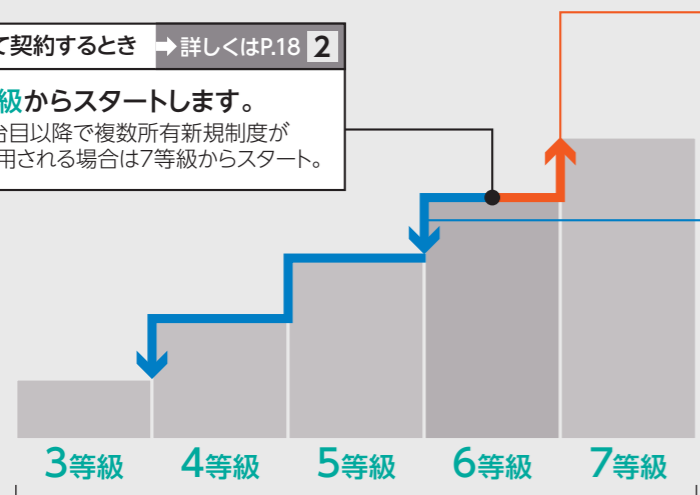 て契約するとき ➡詳しくはP.18 2
級からスタートします。
台目以降で複数所有新規制度が
用される場合は7等級からスタート。
3等級 4等級 5等級 6等級 7等級